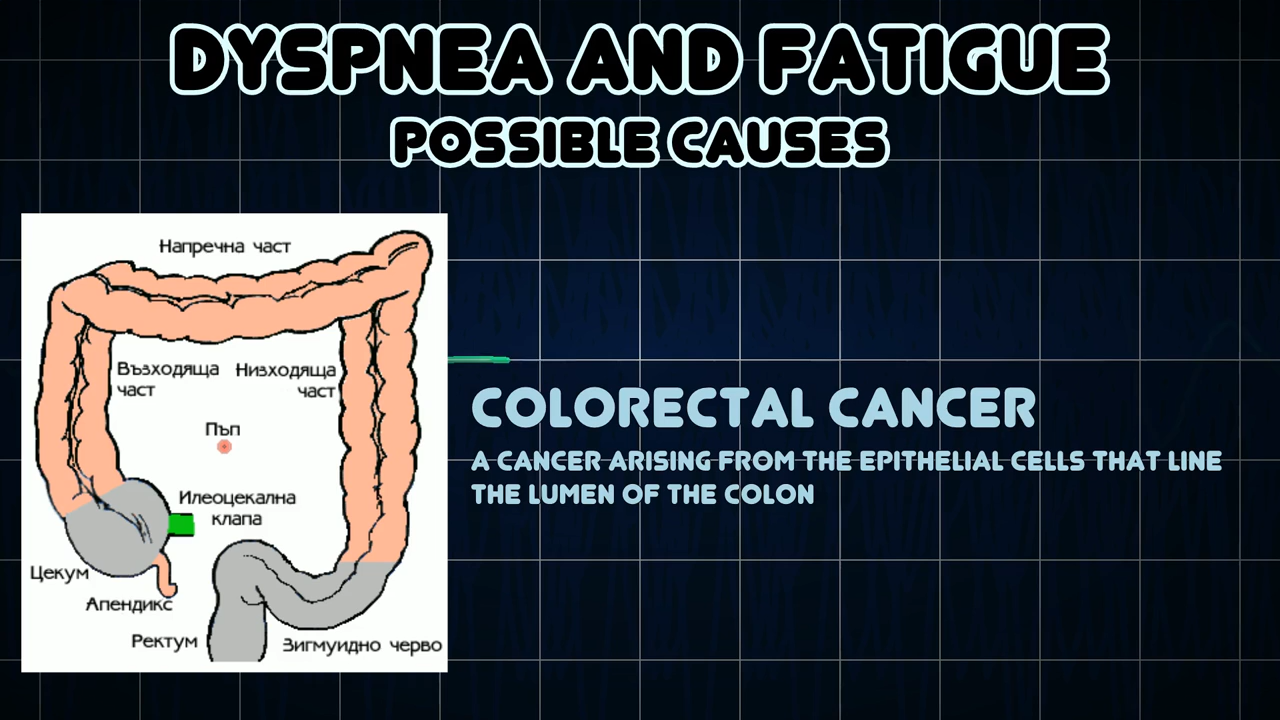 DYSPNEA AND FATIGUE
POSSIBLE CAUSES
Напречна част
Възходяща
част
Низходяща
част
Пъп
Илеоцекална
клапа
Цекум
Апендикс
Ректум
Зигмуидно черво
COLORECTAL CANCER
A CANCER ARISING FROM THE EPITHELIAL CELLS THAT LINE
THE LUMEN OF THE COLON